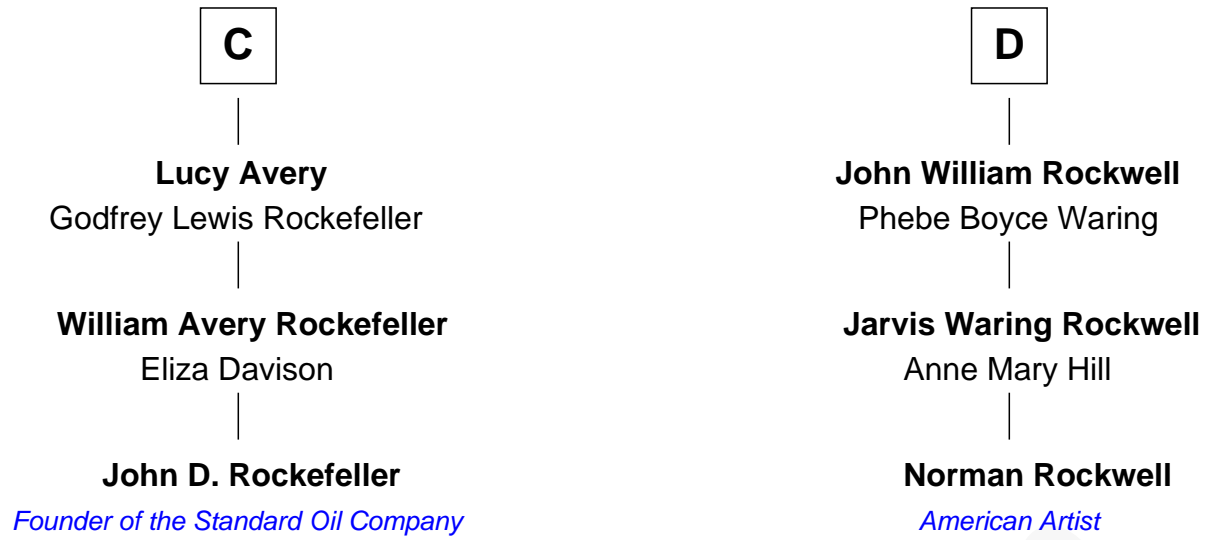 C
Lucy Avery
Godfrey Lewis Rockefeller
William Avery Rockefeller
Eliza Davison
John D. Rockefeller
Founder of the Standard Oil Company
D
John William Rockwell
Phebe Boyce Waring
Jarvis Waring Rockwell
Anne Mary Hill
Norman Rockwell
American Artist